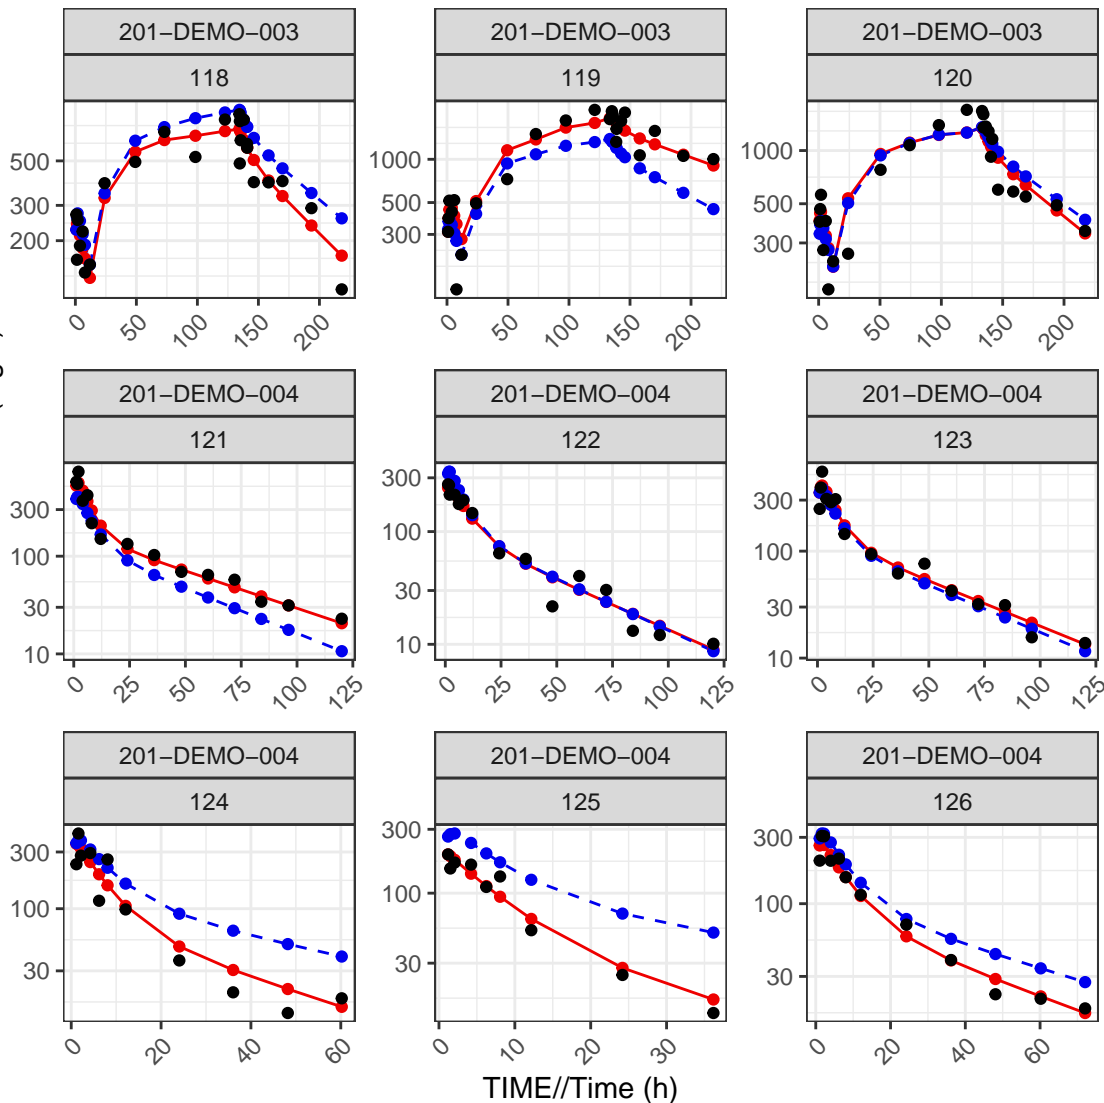 201−DEMO−003 201−DEMO−003 201−DEMO−003
118 119 120
500 300 200
1000 500 300
1000 500 300
0 50 100 150 200
0 50 100 150 200
0 50 100 150 200
201−DEMO−004 201−DEMO−004 201−DEMO−004
121 122 123
300 100 30 10
300 100 30 10
300 100 30 10
0 25 50 75 100 125
0 25 50 75 100 125
0 25 50 75 100 125
201−DEMO−004 201−DEMO−004 201−DEMO−004
124 125 126
300 100 30
300 100 30
300 100 30
0 20 40 60
0 10 20 30
0 20 40 60
TIME//Time (h)